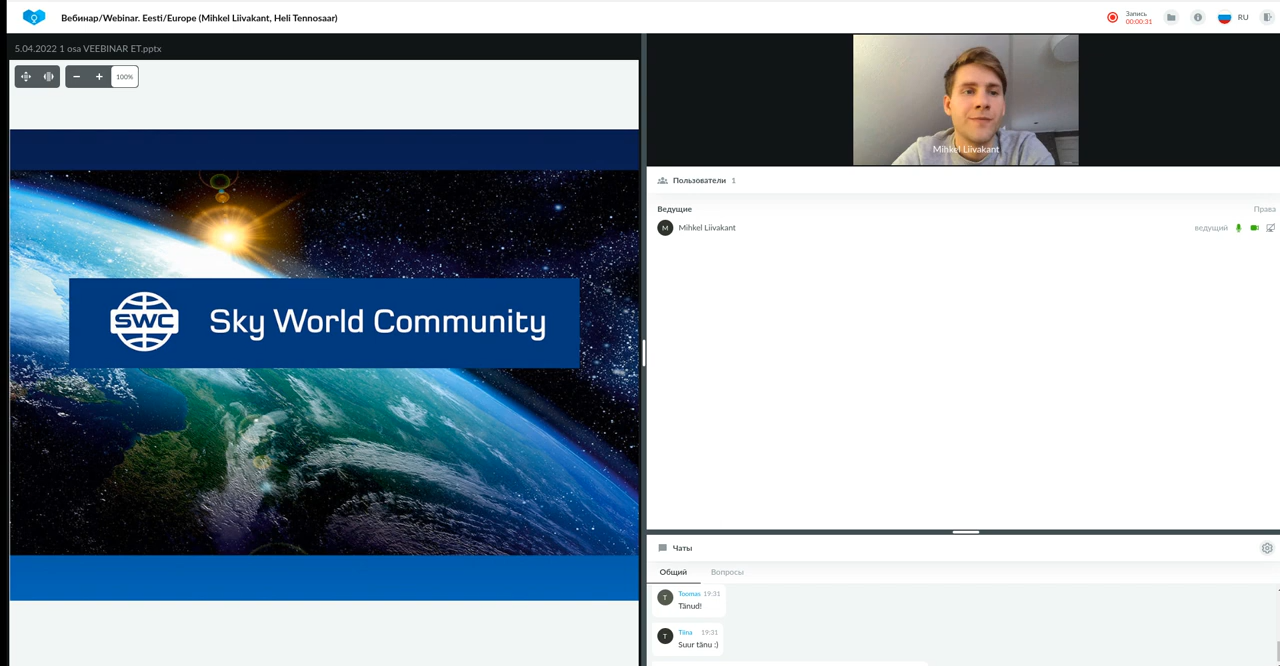 Вебинар/Webinar. Eesti/Europe (Mihkel Liivakant, Heli Tennosaar)
Запись
00:00:31
RU
5.04.2022 1 osa VEEBINAR ET.pptx
100%
SWC Sky World Community
Mihkel Liivakant
Пользователи 1
Ведущие Права
M Mihkel Liivakant ведущий
Чаты
Общий Вопросы
T Toomas 19:31
Tänud!
T Tiina 19:31
Suur tänu :)